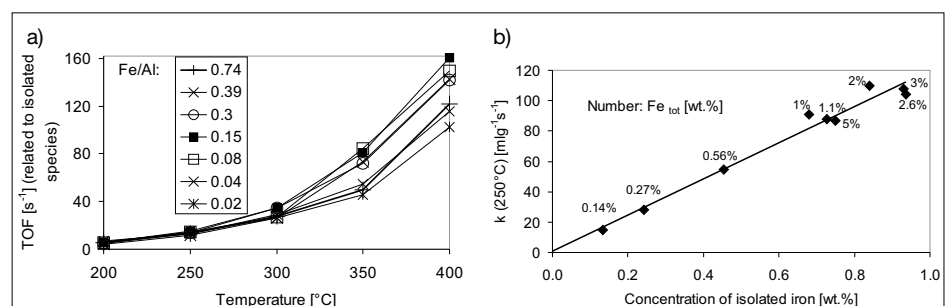 a)
TOF [s⁻¹] (related to isolated
species)
160
120
80
40
0
Fe/Al:
0.74
0.39
0.3
0.15
0.08
0.04
0.02
200 250 300 350 400
Temperature [°C]
b)
k (250°C) [mlg⁻¹s⁻¹]
120
100
80
60
40
20
0
Number: Fe tot [wt.%]
2% 3%
1% 1.1% 2.6%
5%
0.56%
0.27%
0.14%
0.0 0.2 0.4 0.6 0.8 1.0
Concentration of isolated iron [wt.%]